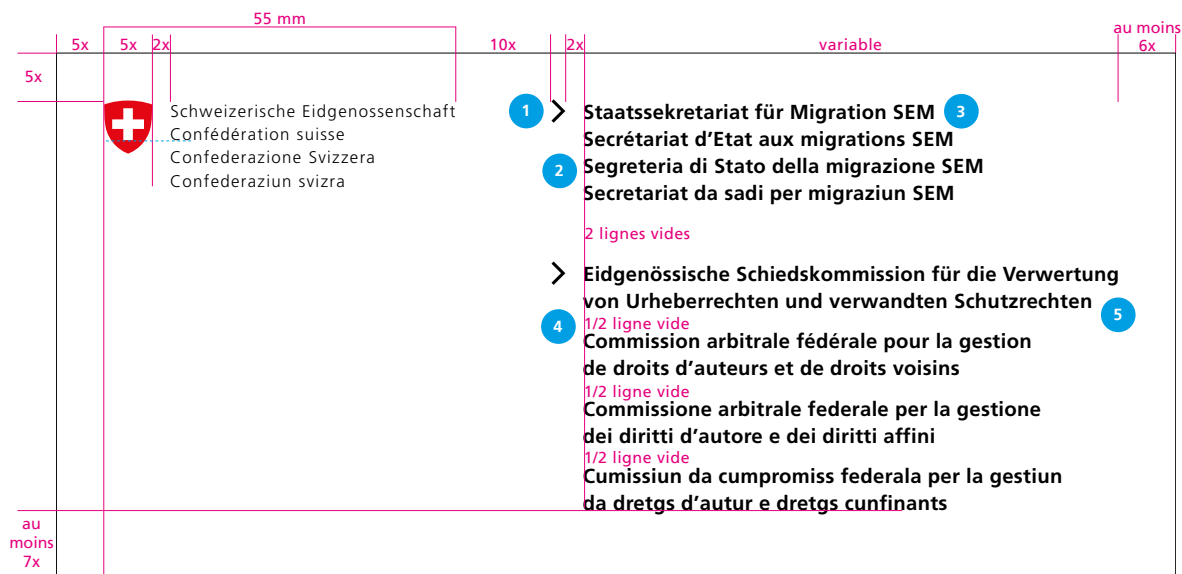 55 mm
au moins
5x 5x 2x 10x 2x variable 6x
5x
Schweizerische Eidgenossenschaft
Confédération suisse
Confederazione Svizzera
Confederaziun svizra
1
Staatssekretariat für Migration SEM 3
Secrétariat d'Etat aux migrations SEM
2 Segreteria di Stato della migrazione SEM
Secretariat da sadi per migraziun SEM
2 lignes vides
Eidgenössische Schiedskommission für die Verwertung
von Urheberrechten und verwandten Schutzrechten
5
4 1/2 ligne vide
Commission arbitrale fédérale pour la gestion
de droits d’auteurs et de droits voisins
1/2 ligne vide
Commissione arbitrale federale per la gestione
dei diritti d’autore e dei diritti affini
1/2 ligne vide
Cumissiun da cumpromiss federala per la gestiun
da dretgs d’autur e dretgs cunfinants
au
moins
7x